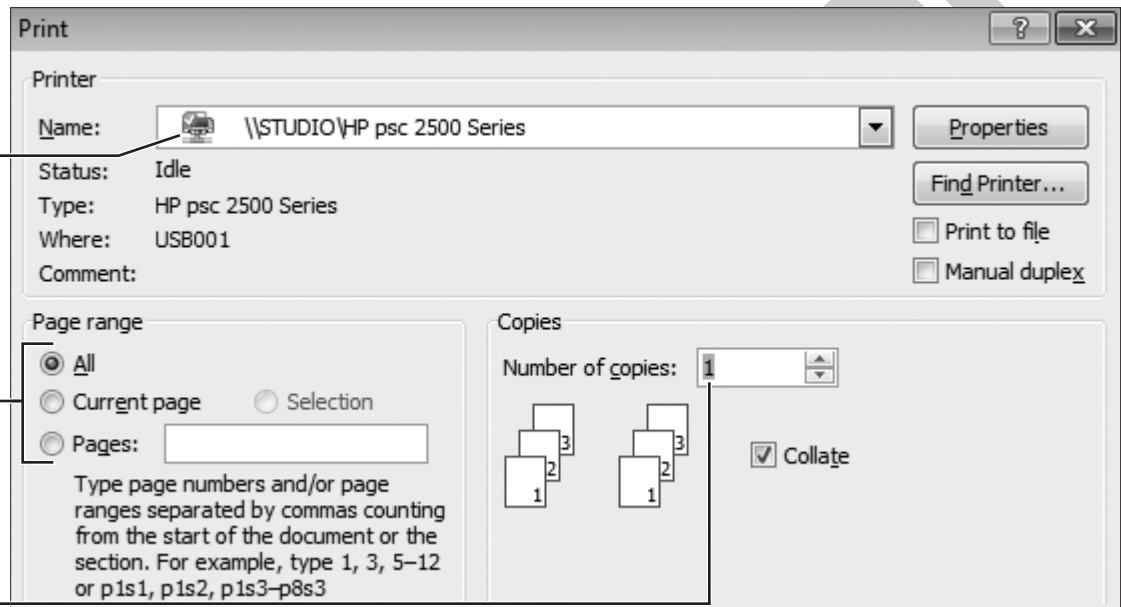 Print
Printer
Name: \\STUDIO\HP psc 2500 Series
Properties
Status: Idle
Find Printer...
Type: HP psc 2500 Series
Print to file
Where: USB001
Manual duplex
Comment:
Page range
All
Current page Selection
Pages:
Type page numbers and/or page
ranges separated by commas counting
from the start of the document or the
section. For example, type 1, 3, 5–12
or p1s1, p1s2, p1s3–p8s3
Copies
Number of copies: 1
3 3
2 2
1 1
Collate